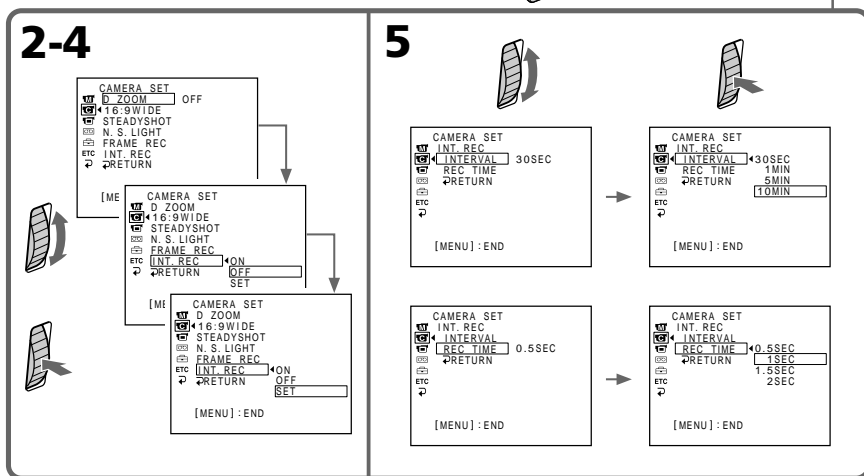 2-4
CAMERA SET
D ZOOM OFF
16:9WIDE
STEADYSHOT
N. S. LIGHT
FRAME REC
ETC INT. REC
RETURN
[ME
CAMERA SET
D ZOOM
16:9WIDE
STEADYSHOT
N. S. LIGHT
FRAME REC
ETC INT. REC ON
RETURN OFF
SET
[ME
CAMERA SET
D ZOOM
16:9WIDE
STEADYSHOT
N. S. LIGHT
FRAME REC
ETC INT. REC ON
RETURN OFF
SET
[MENU] : END
5
CAMERA SET
INT. REC
INTERVAL 30SEC
REC TIME
RETURN
ETC
[MENU] : END
CAMERA SET
INT. REC
INTERVAL 30SEC
REC TIME 1MIN
RETURN 5MIN
10MIN
ETC
[MENU] : END
CAMERA SET
INT. REC
INTERVAL
REC TIME 0.5SEC
RETURN
ETC
[MENU] : END
CAMERA SET
INT. REC
INTERVAL
REC TIME 0.5SEC
RETURN 1SEC
1.5SEC
ETC 2SEC
[MENU] : END